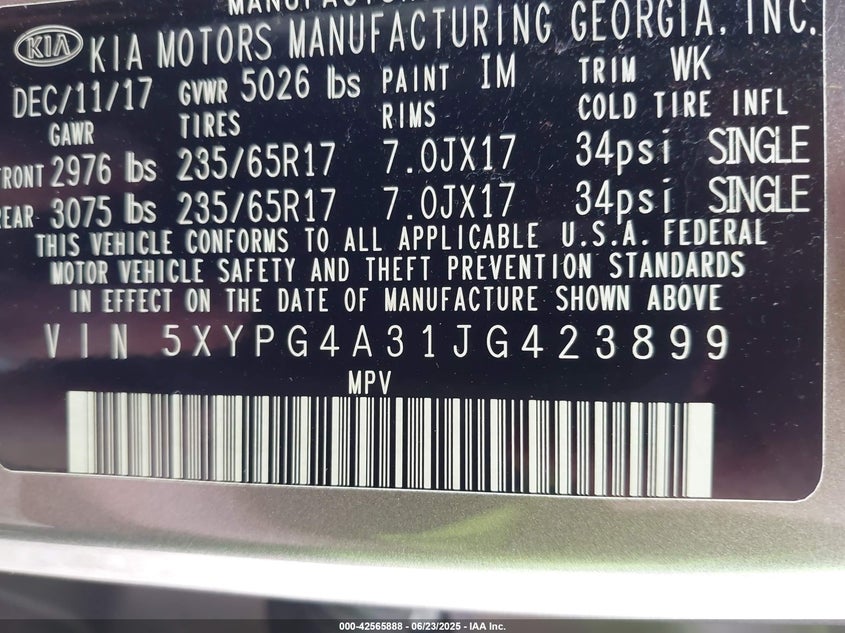 MANUFACTURED
KIA KIA MOTORS MANUFACTURING GEORGIA, INC.
DEC/11/17 GVWR 5026 lbs PAINT IM TRIM WK
GAWR TIRES RIMS COLD TIRE INFL
FRONT 2976 lbs 235/65R17 7.0JX17 34psi SINGLE
REAR 3075 lbs 235/65R17 7.0JX17 34psi SINGLE
THIS VEHICLE CONFORMS TO ALL APPLICABLE U.S.A. FEDERAL
MOTOR VEHICLE SAFETY AND THEFT PREVENTION STANDARDS
IN EFFECT ON THE DATE OF MANUFACTURE SHOWN ABOVE
VIN 5XYPG4A31JG423899
MPV
000-42565888 - 06/23/2025 - IAA Inc.